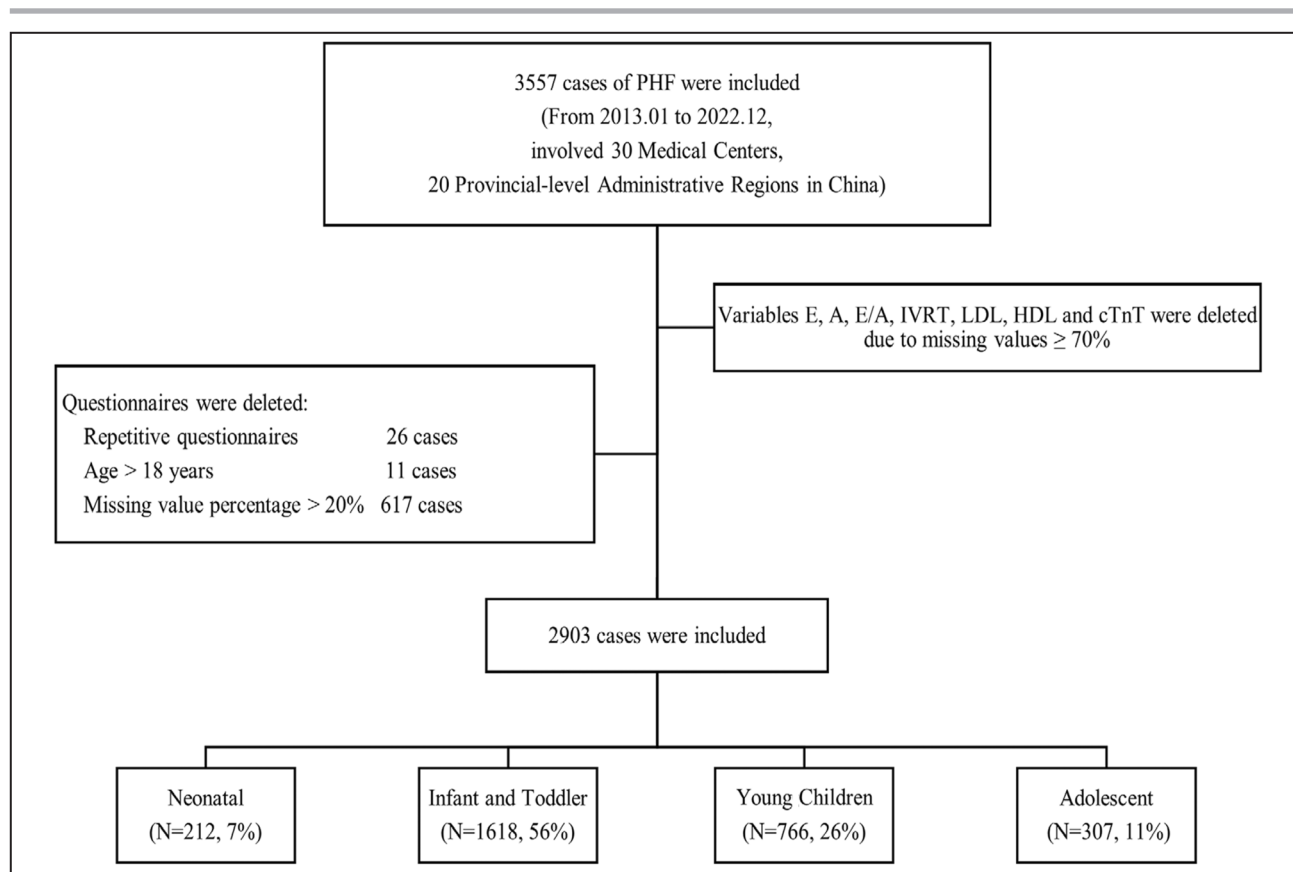 3557 cases of PHF were included
(From 2013.01 to 2022.12,
involved 30 Medical Centers,
20 Provincial-level Administrative Regions in China)
Variables E, A, E/A, IVRT, LDL, HDL and cTnT were deleted
due to missing values ≥ 70%
Questionnaires were deleted:
Repetitive questionnaires 26 cases
Age > 18 years 11 cases
Missing value percentage > 20% 617 cases
2903 cases were included
Neonatal
(N=212, 7%)
Infant and Toddler
(N=1618, 56%)
Young Children
(N=766, 26%)
Adolescent
(N=307, 11%)